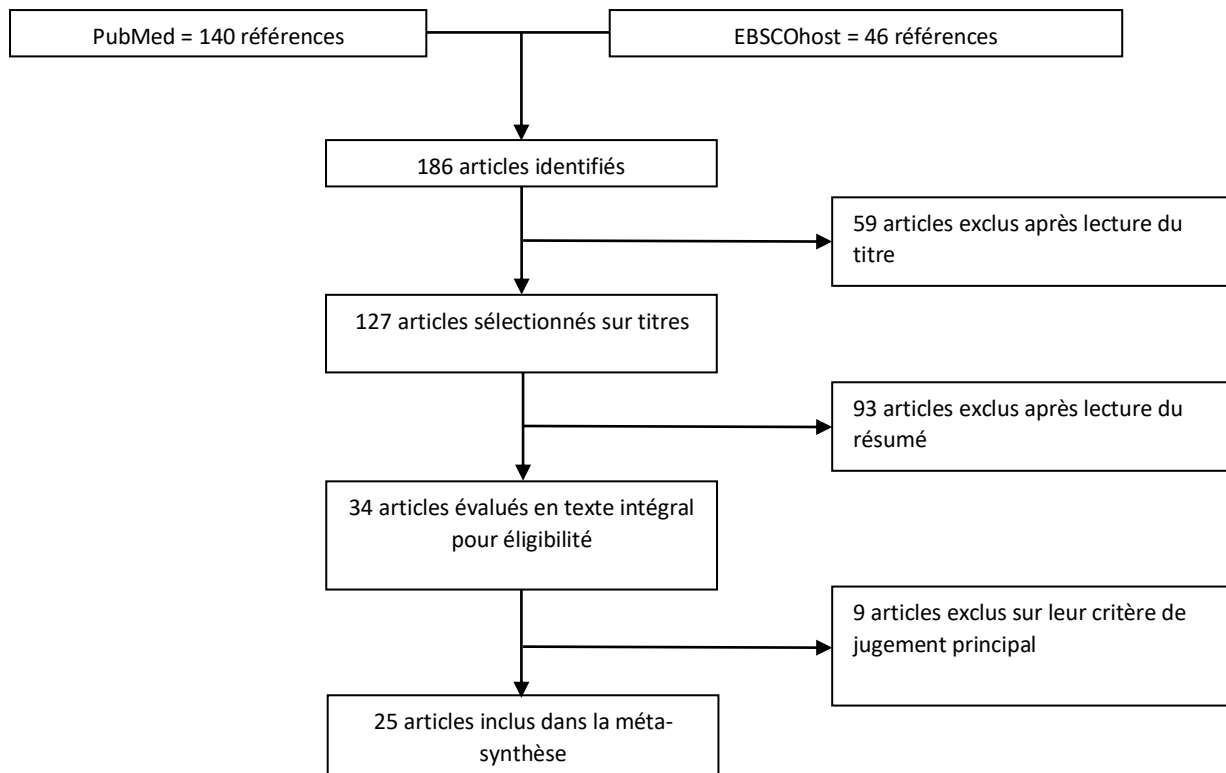 PubMed = 140 références
EBSCOhost = 46 références
186 articles identifiés
59 articles exclus après lecture du
titre
127 articles sélectionnés sur titres
93 articles exclus après lecture du
résumé
34 articles évalués en texte intégral
pour éligibilité
9 articles exclus sur leur critère de
jugement principal
25 articles inclus dans la méta-
synthèse